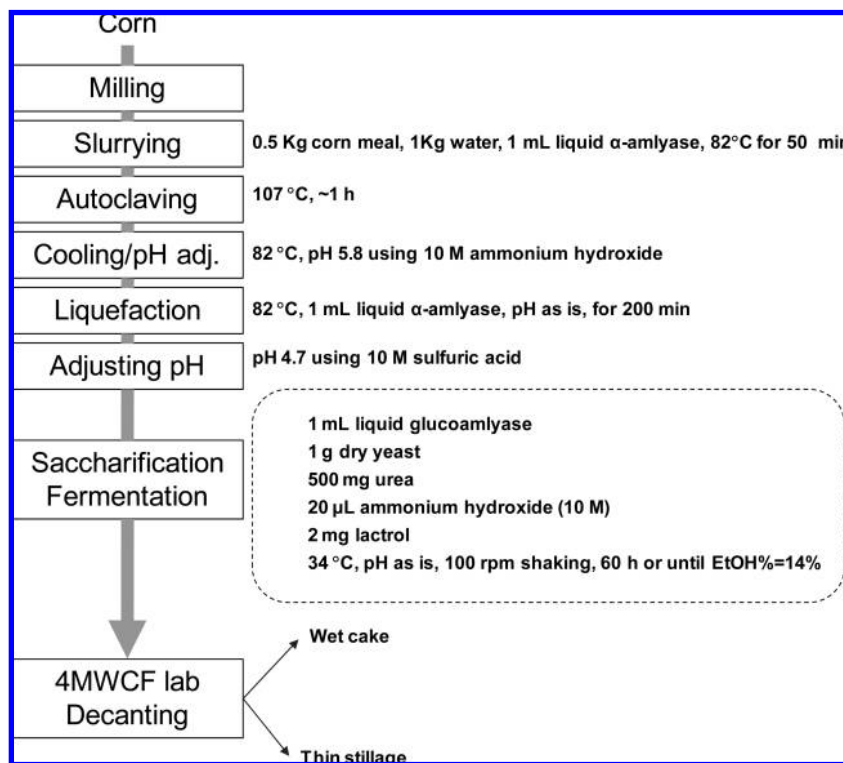 Corn
Milling
Slurrying
0.5 Kg corn meal, 1Kg water, 1 mL liquid α-amlyase, 82°C for 50 min
Autoclaving
107 °C, ~1 h
Cooling/pH adj.
82 °C, pH 5.8 using 10 M ammonium hydroxide
Liquefaction
82 °C, 1 mL liquid α-amlyase, pH as is, for 200 min
Adjusting pH
pH 4.7 using 10 M sulfuric acid
Saccharification
Fermentation
1 mL liquid glucoamlyase
1 g dry yeast
500 mg urea
20 µL ammonium hydroxide (10 M)
2 mg lactrol
34 °C, pH as is, 100 rpm shaking, 60 h or until EtOH%=14%
4MWCF lab
Decanting
Wet cake
Thin stillage